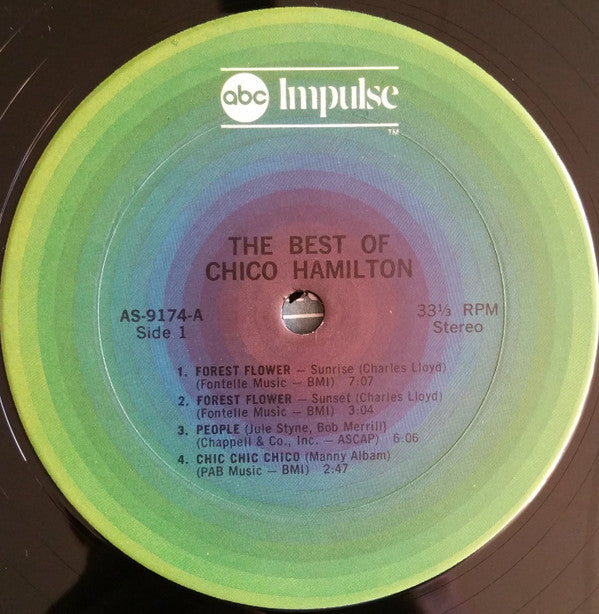 abc Impulse
TM
THE BEST OF
CHICO HAMILTON
AS-9174-A
Side 1
33⅓ RPM
Stereo
1. FOREST FLOWER — Sunrise (Charles Lloyd)
(Fontelle Music — BMI) 7:07
2. FOREST FLOWER — Sunset (Charles Lloyd)
(Fontelle Music — BMI) 3:04
3. PEOPLE (Jule Styne, Bob Merrill)
(Chappell & Co., Inc. — ASCAP) 6:06
4. CHIC CHIC CHICO (Manny Albam)
(PAB Music — BMI) 2:47